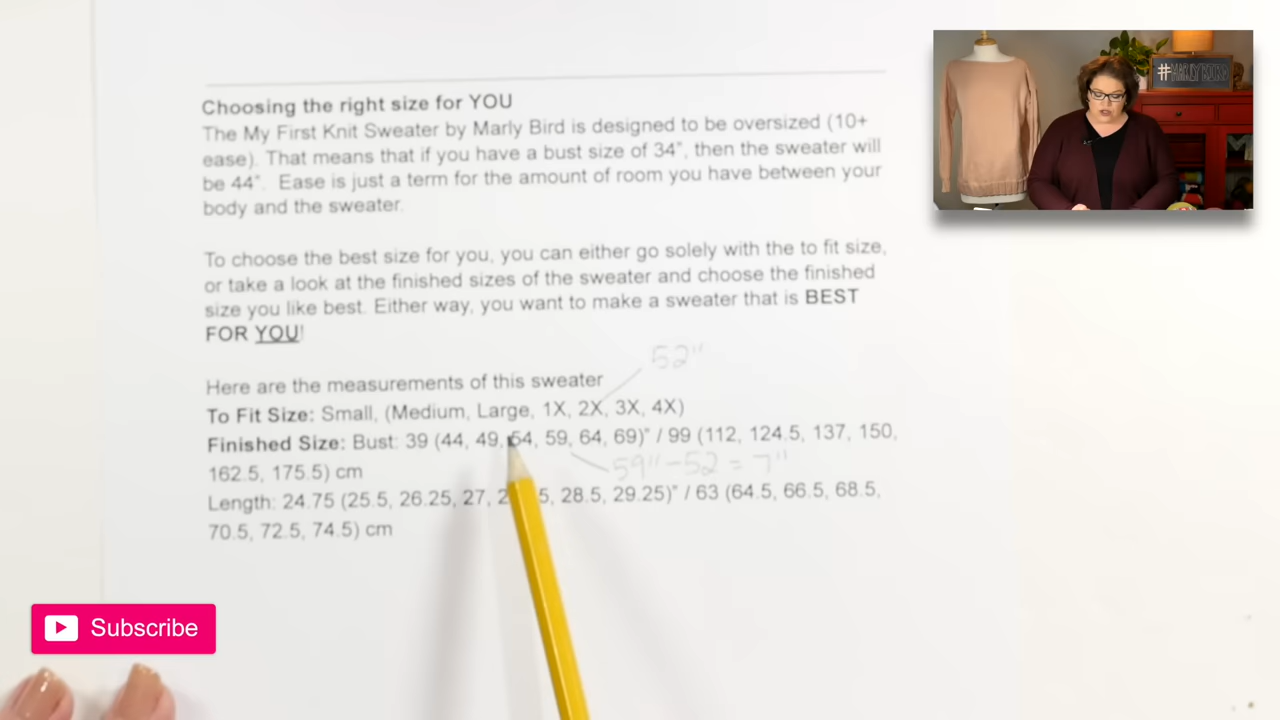 #MARLYBIRD
Choosing the right size for YOU
The My First Knit Sweater by Marly Bird is designed to be oversized (10+
ease). That means that if you have a bust size of 34", then the sweater will
be 44". Ease is just a term for the amount of room you have between your
body and the sweater.
To choose the best size for you, you can either go solely with the to fit size,
or take a look at the finished sizes of the sweater and choose the finished
size you like best. Either way, you want to make a sweater that is BEST
FOR YOU!
52"
Here are the measurements of this sweater
To Fit Size: Small, (Medium, Large, 1X, 2X, 3X, 4X)
Finished Size: Bust: 39 (44, 49, 54, 59, 64, 69)" / 99 (112, 124.5, 137, 150,
162.5, 175.5) cm
59" - 52 = 7"
Length: 24.75 (25.5, 26.25, 27, 28.5, 29.25)" / 63 (64.5, 66.5, 68.5,
70.5, 72.5, 74.5) cm
Subscribe